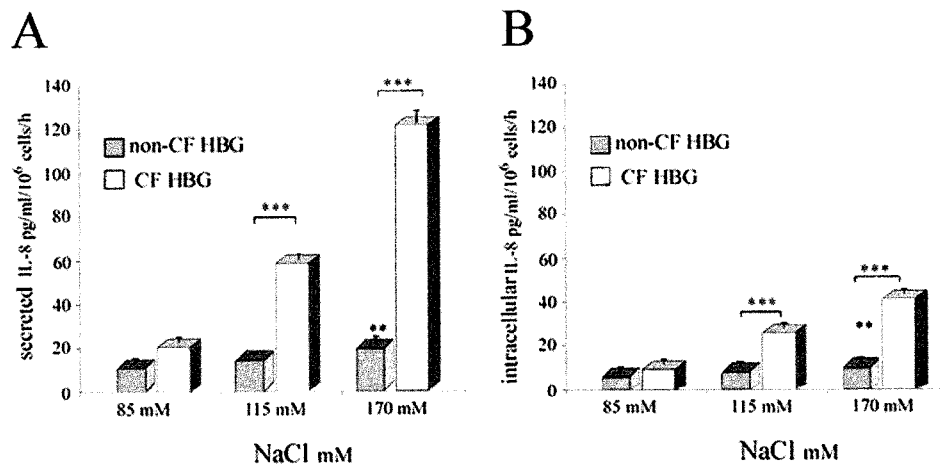 A
secreted IL-8 pg/ml/10⁶ cells/h
140
120
100
80
60
40
20
0
non-CF HBG
CF HBG
***
***
**
85 mM
115 mM
170 mM
NaCl mM
B
intracellular IL-8 pg/ml/10⁶ cells/h
140
120
100
80
60
40
20
0
non-CF HBG
CF HBG
***
***
**
85 mM
115 mM
170 mM
NaCl mM